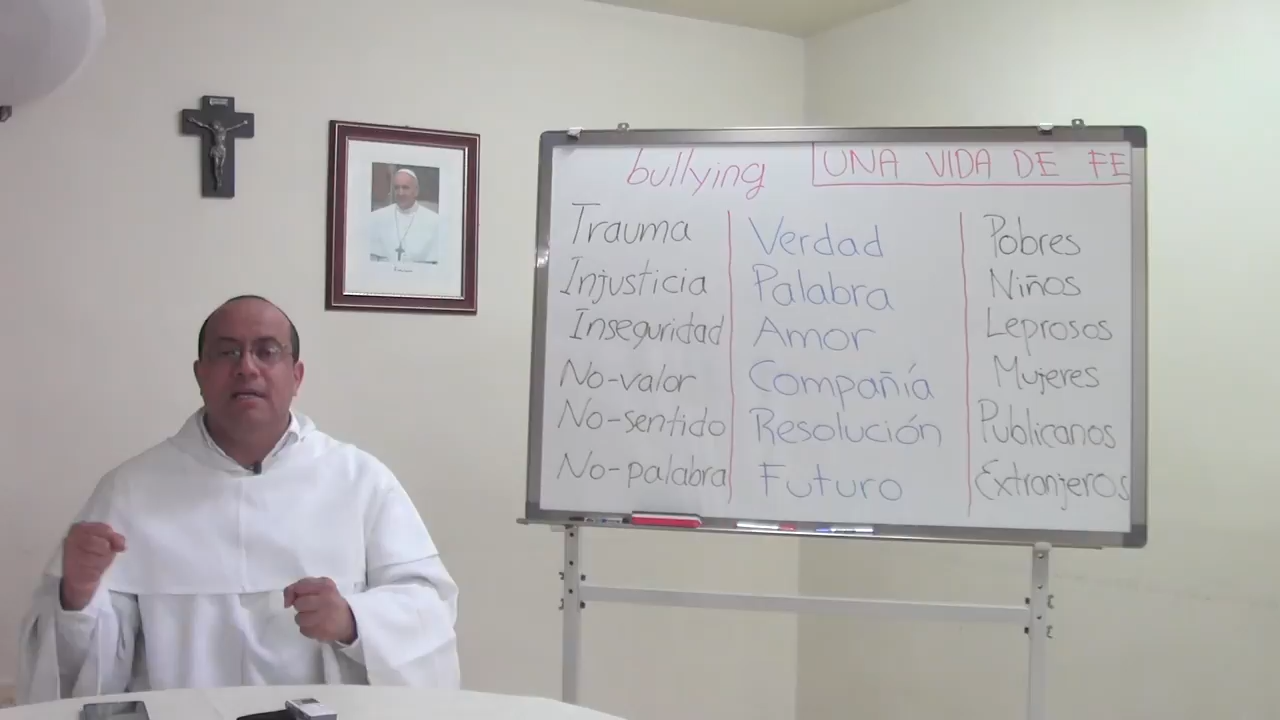 bullying UNA VIDA DE FE
Trauma
Injusticia
Inseguridad
No-valor
No-sentido
No-palabra
Verdad
Palabra
Amor
Compañía
Resolución
Futuro
Pobres
Niños
Leprosos
Mujeres
Publicanos
Extranjeros